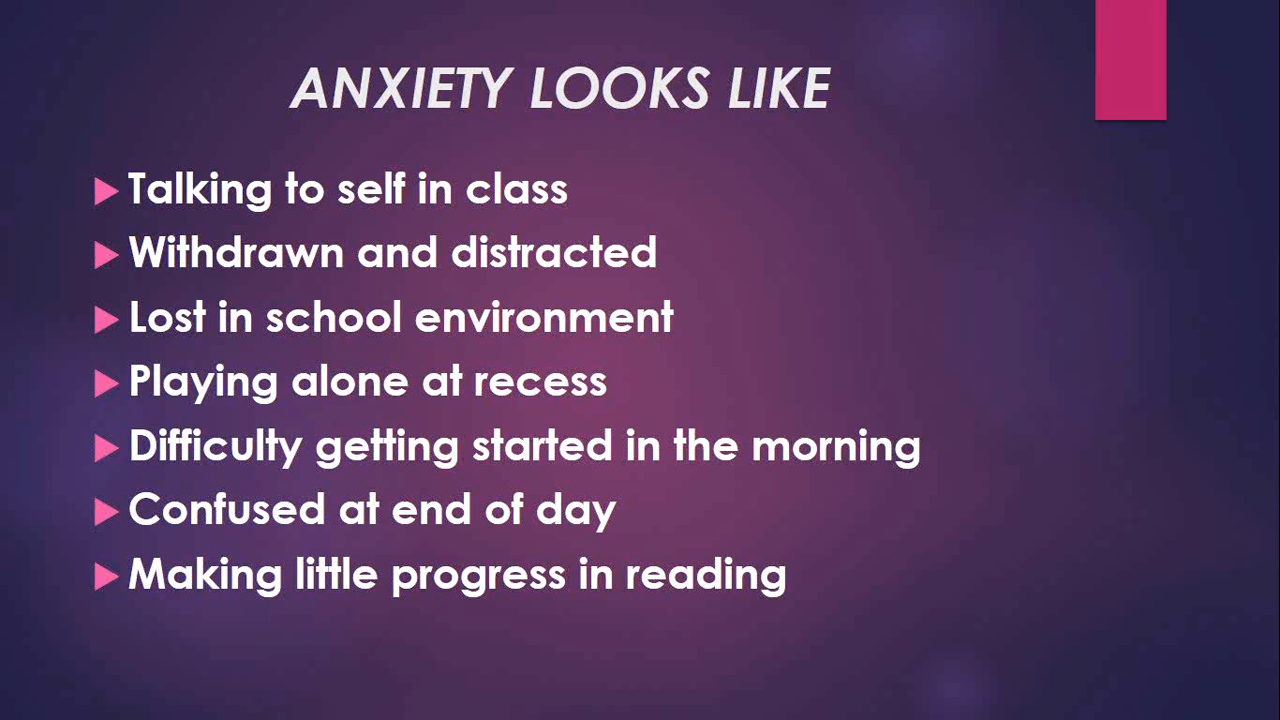 ANXIETY LOOKS LIKE
Talking to self in class
Withdrawn and distracted
Lost in school environment
Playing alone at recess
Difficulty getting started in the morning
Confused at end of day
Making little progress in reading